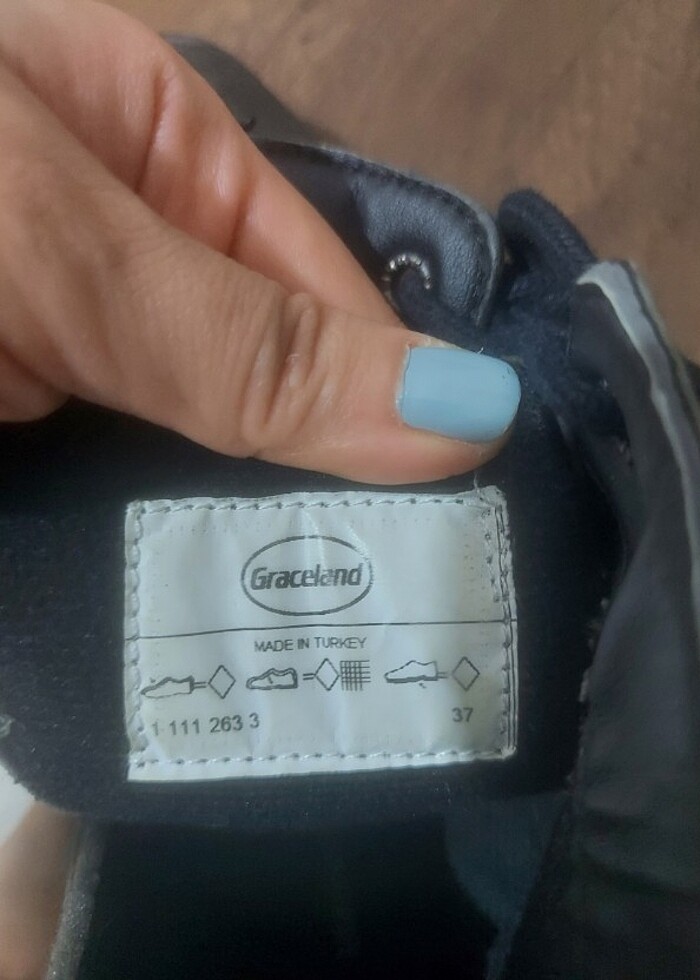 Graceland
MADE IN TURKEY
1 111 263 3 37